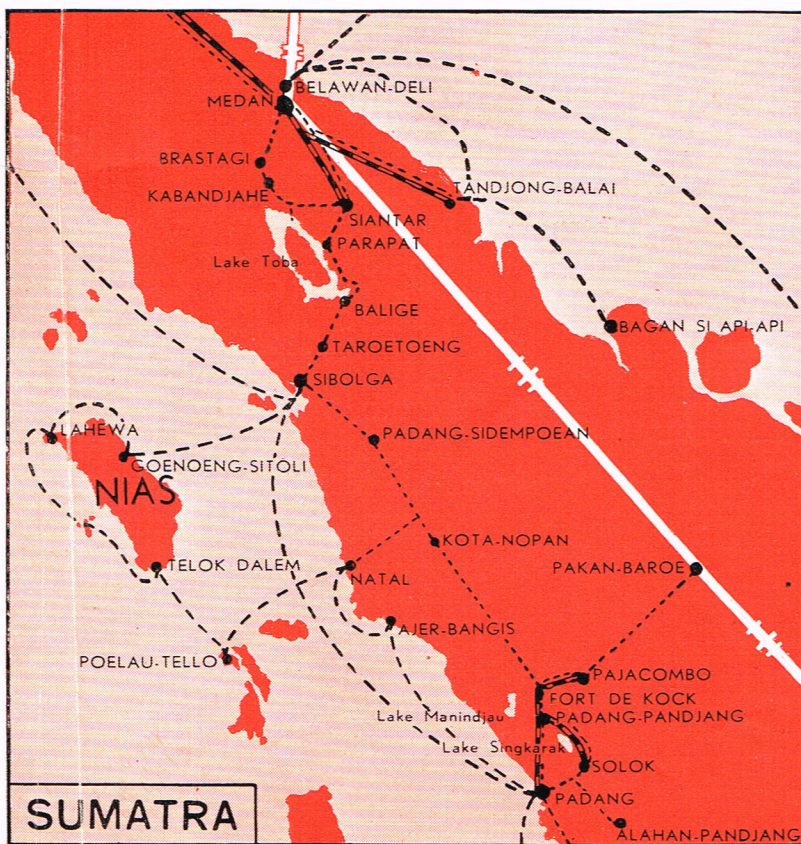 BELAWAN-DELI
MEDAN
BRASTAGI
KABANDJAHE
TANDJONG-BALAI
SIANTAR
PARAPAT
Lake Toba
BALIGE
BAGAN SI API-API
TAROETOENG
SIBOLGA
LAHEWA
PADANG-SIDEMPOEAN
GOENOENG-SITOLI
NIAS
KOTA-NOPAN
TELOK DALEM
NATAL
PAKAN-BAROE
AJER-BANGIS
POELAU-TELLO
PAJACOMBO
FORT DE KOCK
Lake Manindjau
PADANG-PANDJANG
Lake Singkarak
SOLOK
PADANG
SUMATRA
ALAHAN-PANDJANG